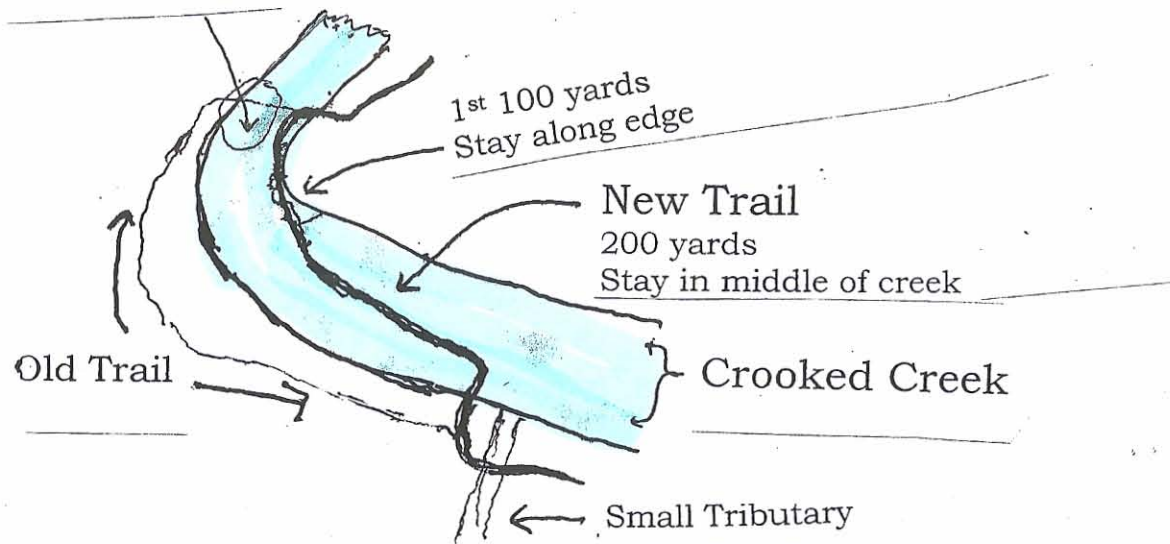 1st 100 yards
Stay along edge
New Trail
200 yards
Stay in middle of creek
Old Trail
Crooked Creek
Small Tributary